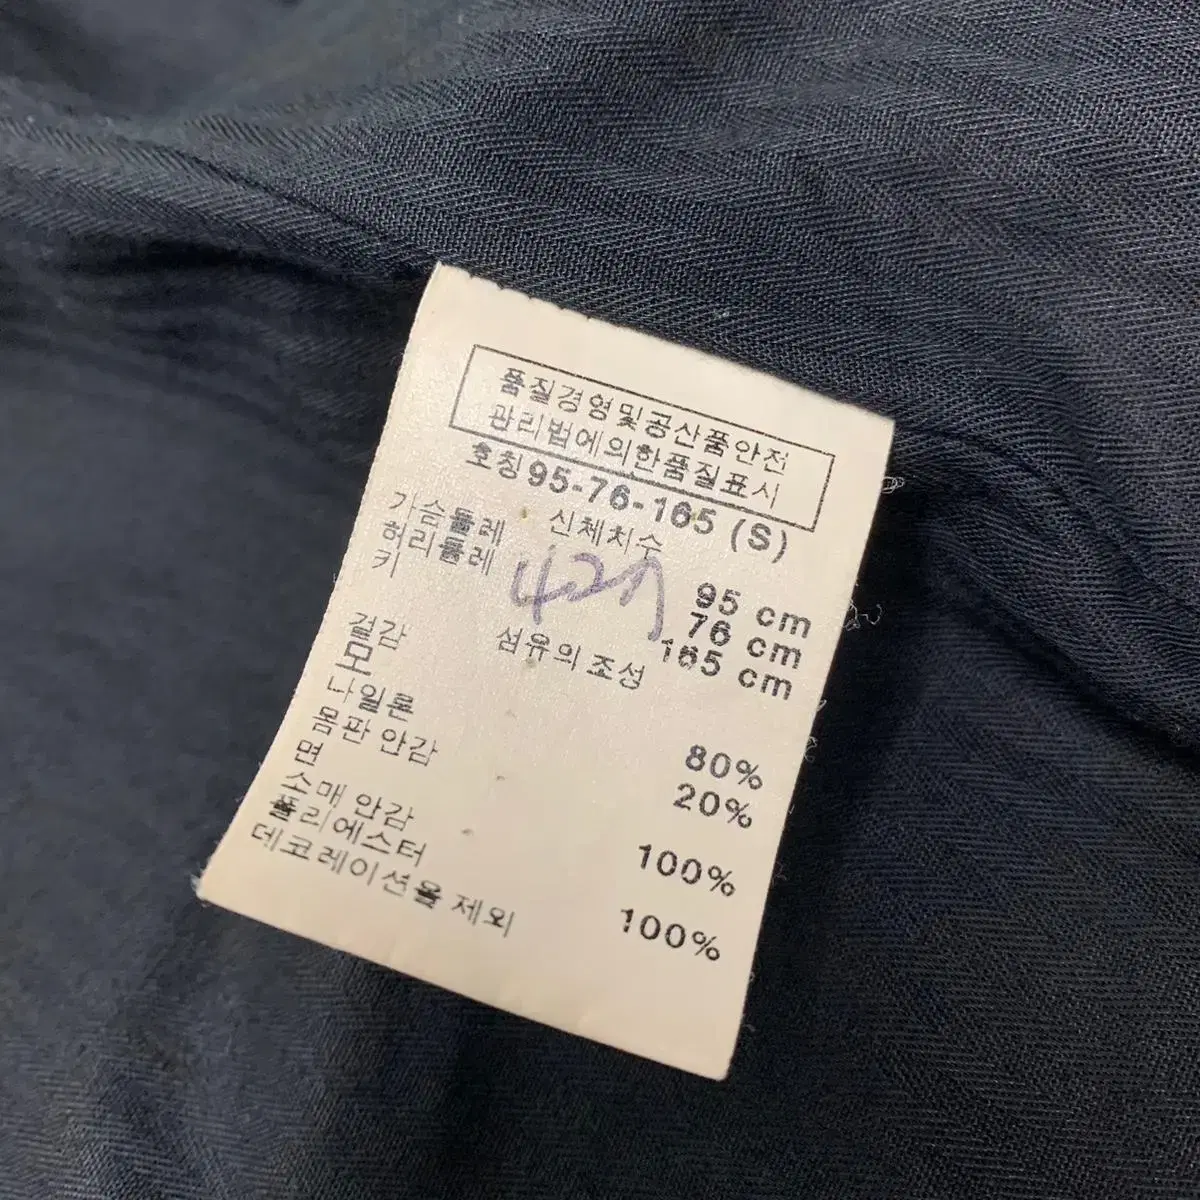 품질경영및공산품안전
관리법에의한품질표시
호칭 95-76-165 (S)
신체치수
가슴둘레 95 cm
허리둘레 76 cm
키 165 cm
섬유의 조성
겉감
모 80%
나일론 20%
몸판 안감
면 100%
소매 안감
폴리에스터 100%
데코레이션을 제외